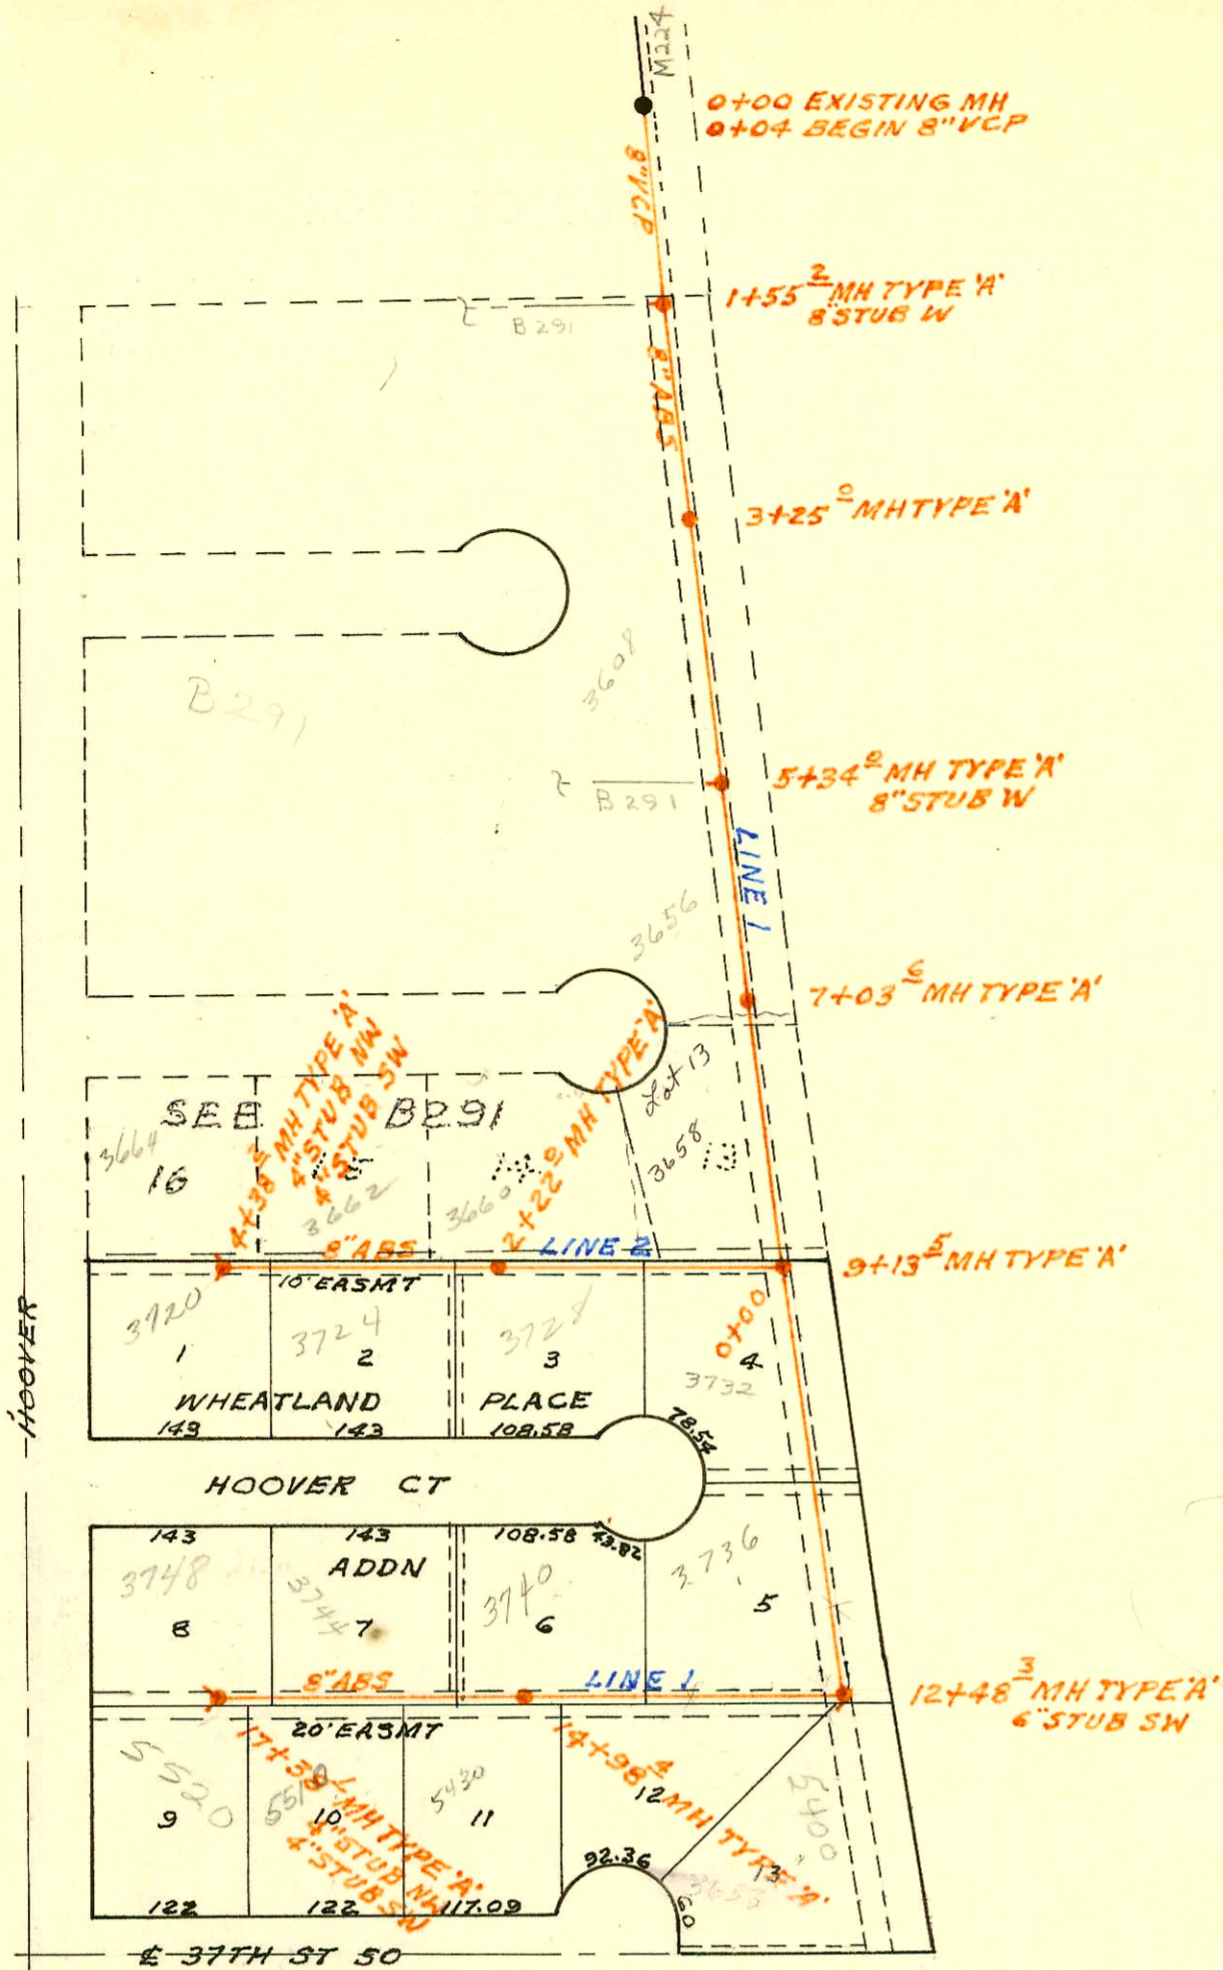 M224
0+00 EXISTING MH
0+04 BEGIN 8" VCP
8" VCP
1+55 2 MH TYPE 'A'
8" STUB W
B 291
8" ABS
3+25 0 MH TYPE 'A'
B291
3608
5+34 0 MH TYPE 'A'
8" STUB W
B 291
LINE 1
3656
7+03 6 MH TYPE 'A'
Lot 13
SEE B291
4+38 2 MH TYPE 'A'
4" STUB NW
4" STUB SW
2+22 0 MH TYPE 'A'
3664
16
15
3662
14
3660
3658
13
8" ABS
LINE 2
9+13 5 MH TYPE 'A'
10' EASMT
0+00
HOOVER
3720
1
3724
2
3728
3
4
3732
WHEATLAND PLACE
143
143
108.58
78.54
HOOVER CT
143
143
108.58
43.82
ADDN
3748
8
3744
7
3740
6
3736
5
8" ABS
LINE 1
12+48 3 MH TYPE 'A'
6" STUB SW
20' EASMT
17+38 1 MH TYPE 'A'
4" STUB NW
4" STUB SW
14+98 4 MH TYPE 'A'
5520
9
5510
10
5430
11
12
5400
13
92.36
60
122
122
117.09
℄ 37TH ST SO